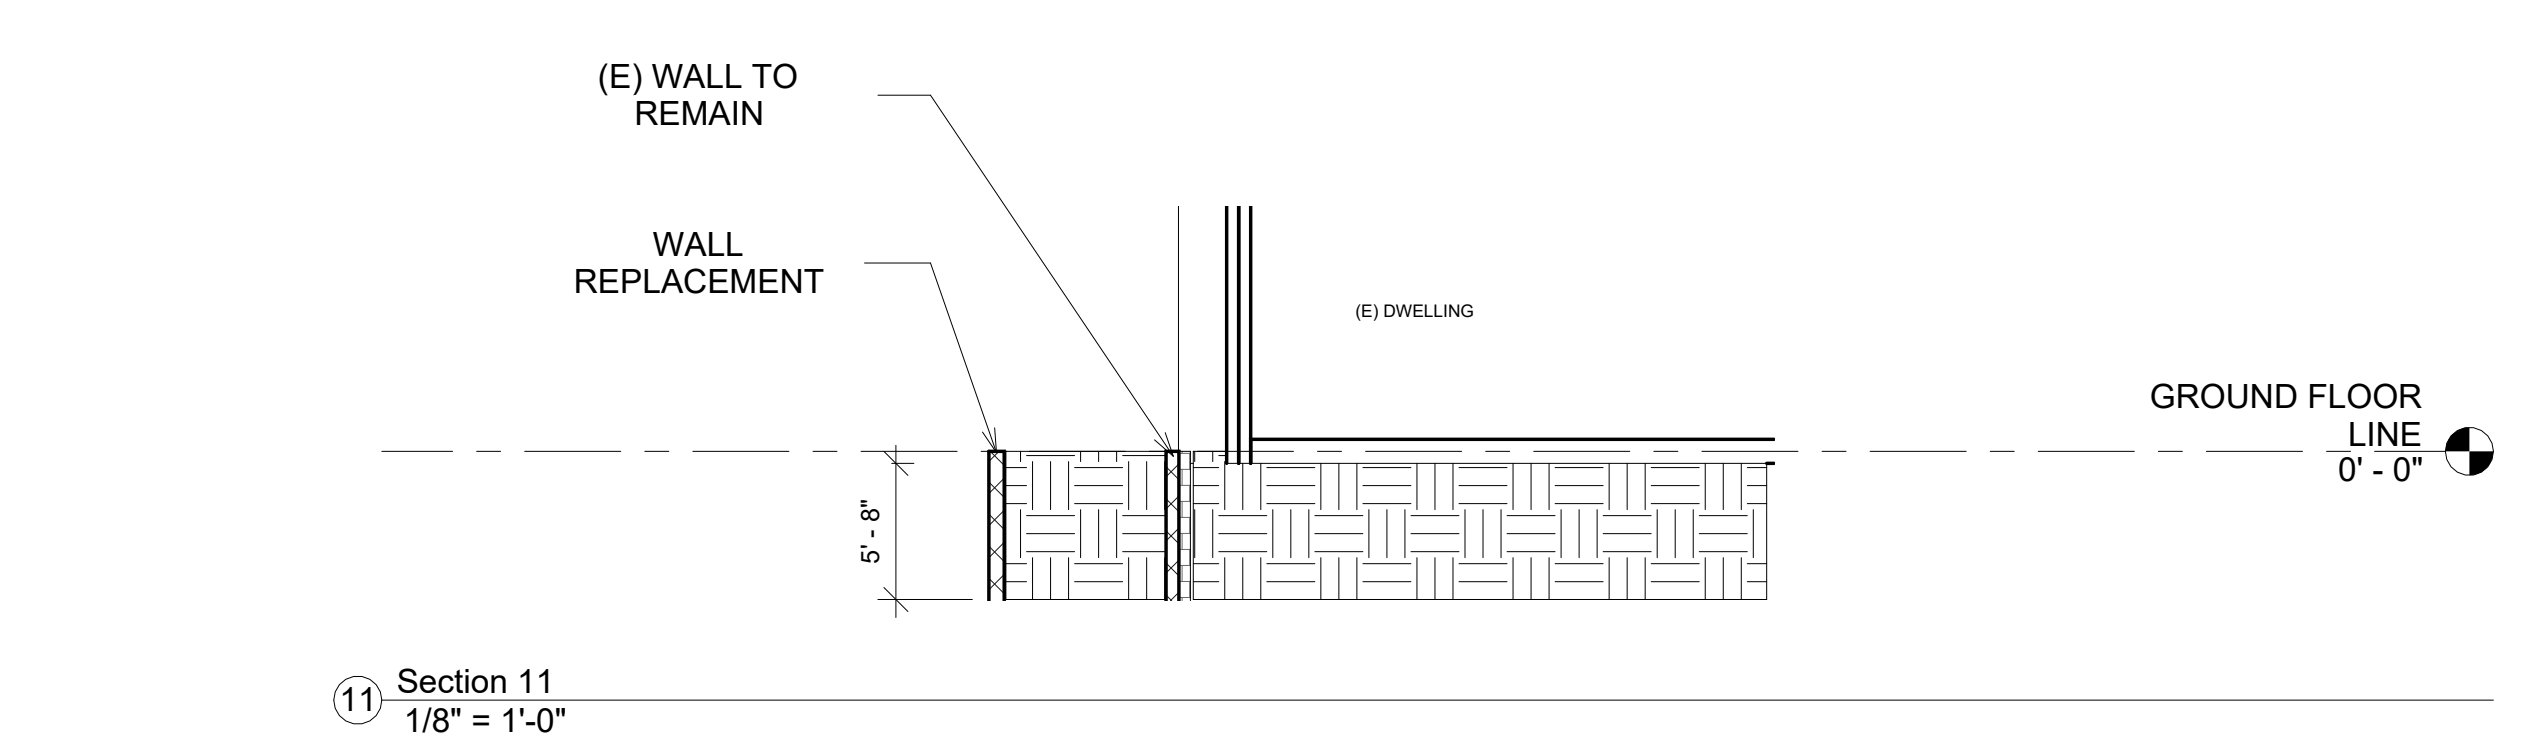 (E) WALL TO
REMAIN
WALL
REPLACEMENT
(E) DWELLING
GROUND FLOOR
LINE
0' - 0"
5' - 8"
11
Section 11
1/8" = 1'-0"